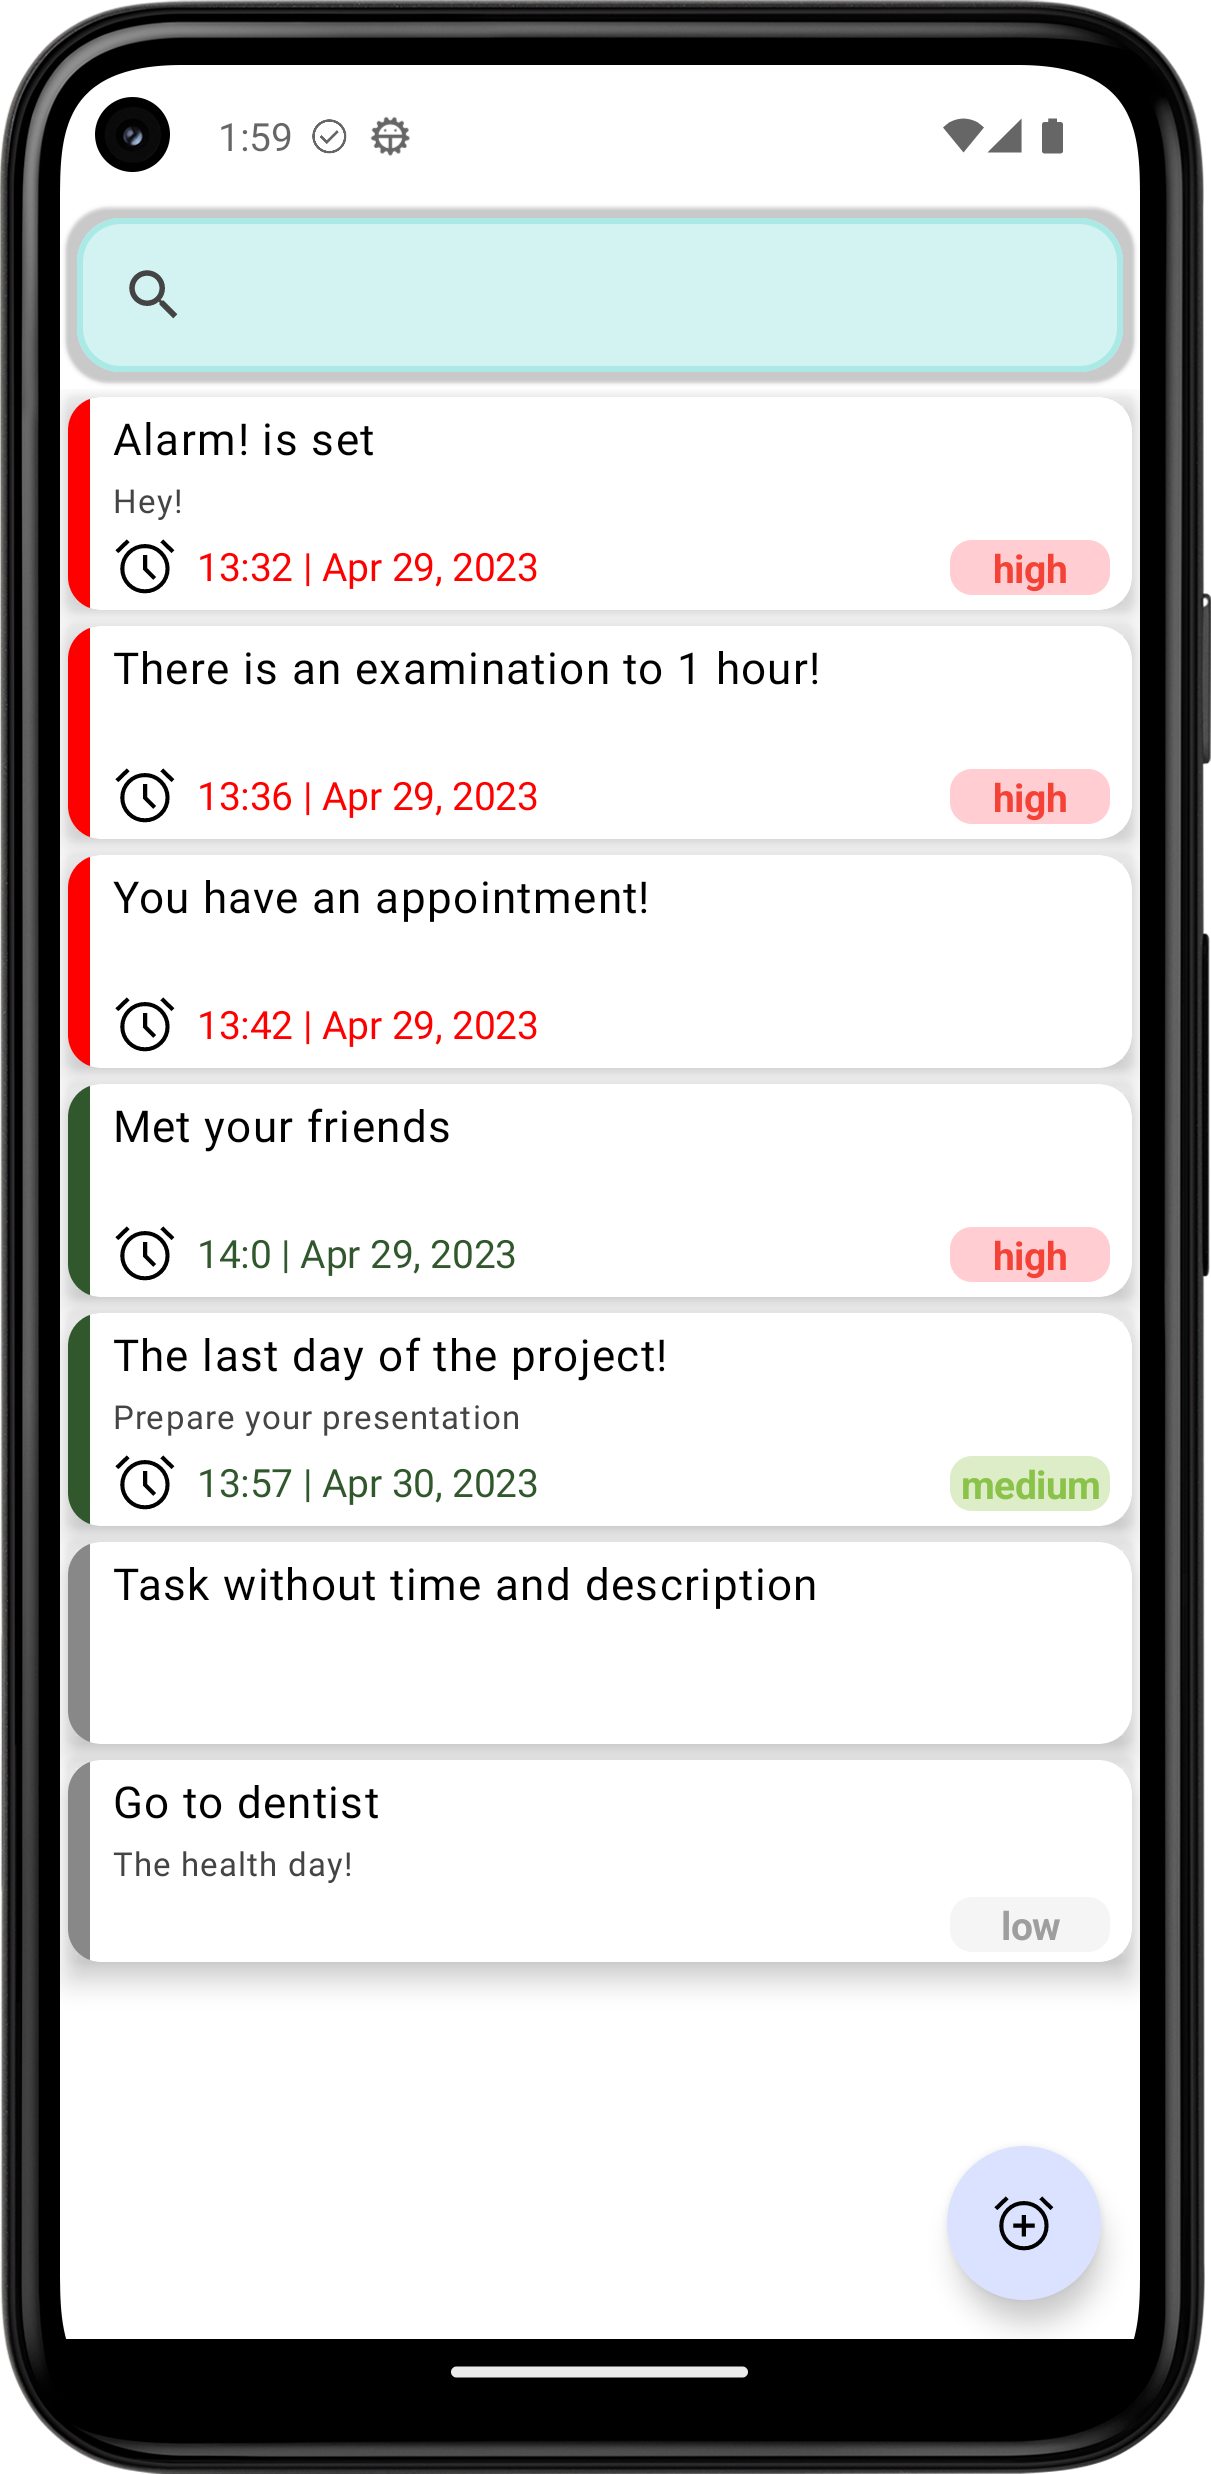 1:59
Alarm! is set
Hey!
13:32 | Apr 29, 2023
high
There is an examination to 1 hour!
13:36 | Apr 29, 2023
high
You have an appointment!
13:42 | Apr 29, 2023
Met your friends
14:0 | Apr 29, 2023
high
The last day of the project!
Prepare your presentation
13:57 | Apr 30, 2023
medium
Task without time and description
Go to dentist
The health day!
low